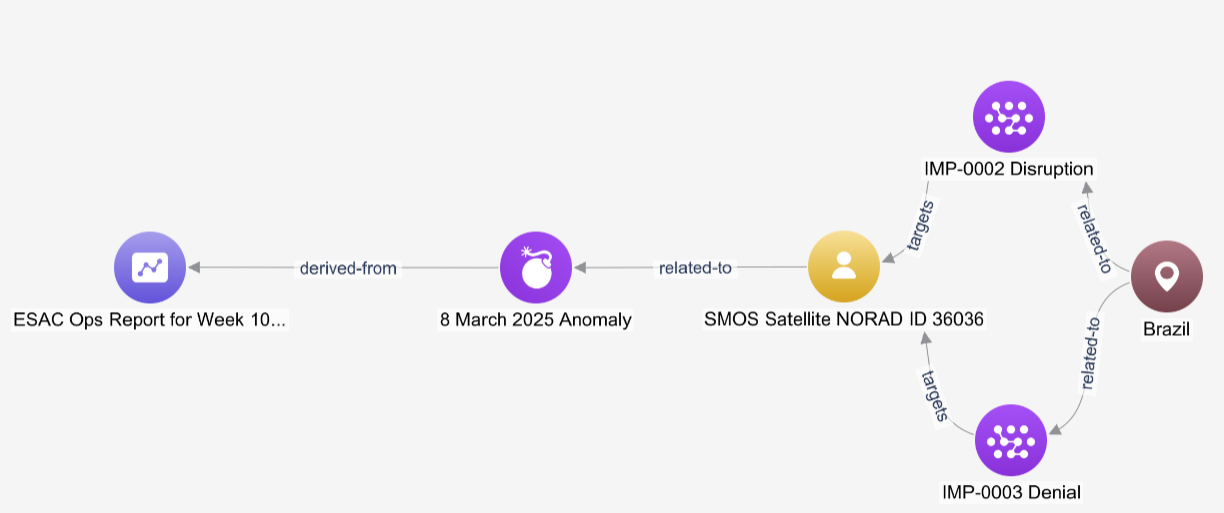 IMP-0002 Disruption
targets
related-to
derived-from
related-to
ESAC Ops Report for Week 10...
8 March 2025 Anomaly
SMOS Satellite NORAD ID 36036
Brazil
targets
related-to
IMP-0003 Denial